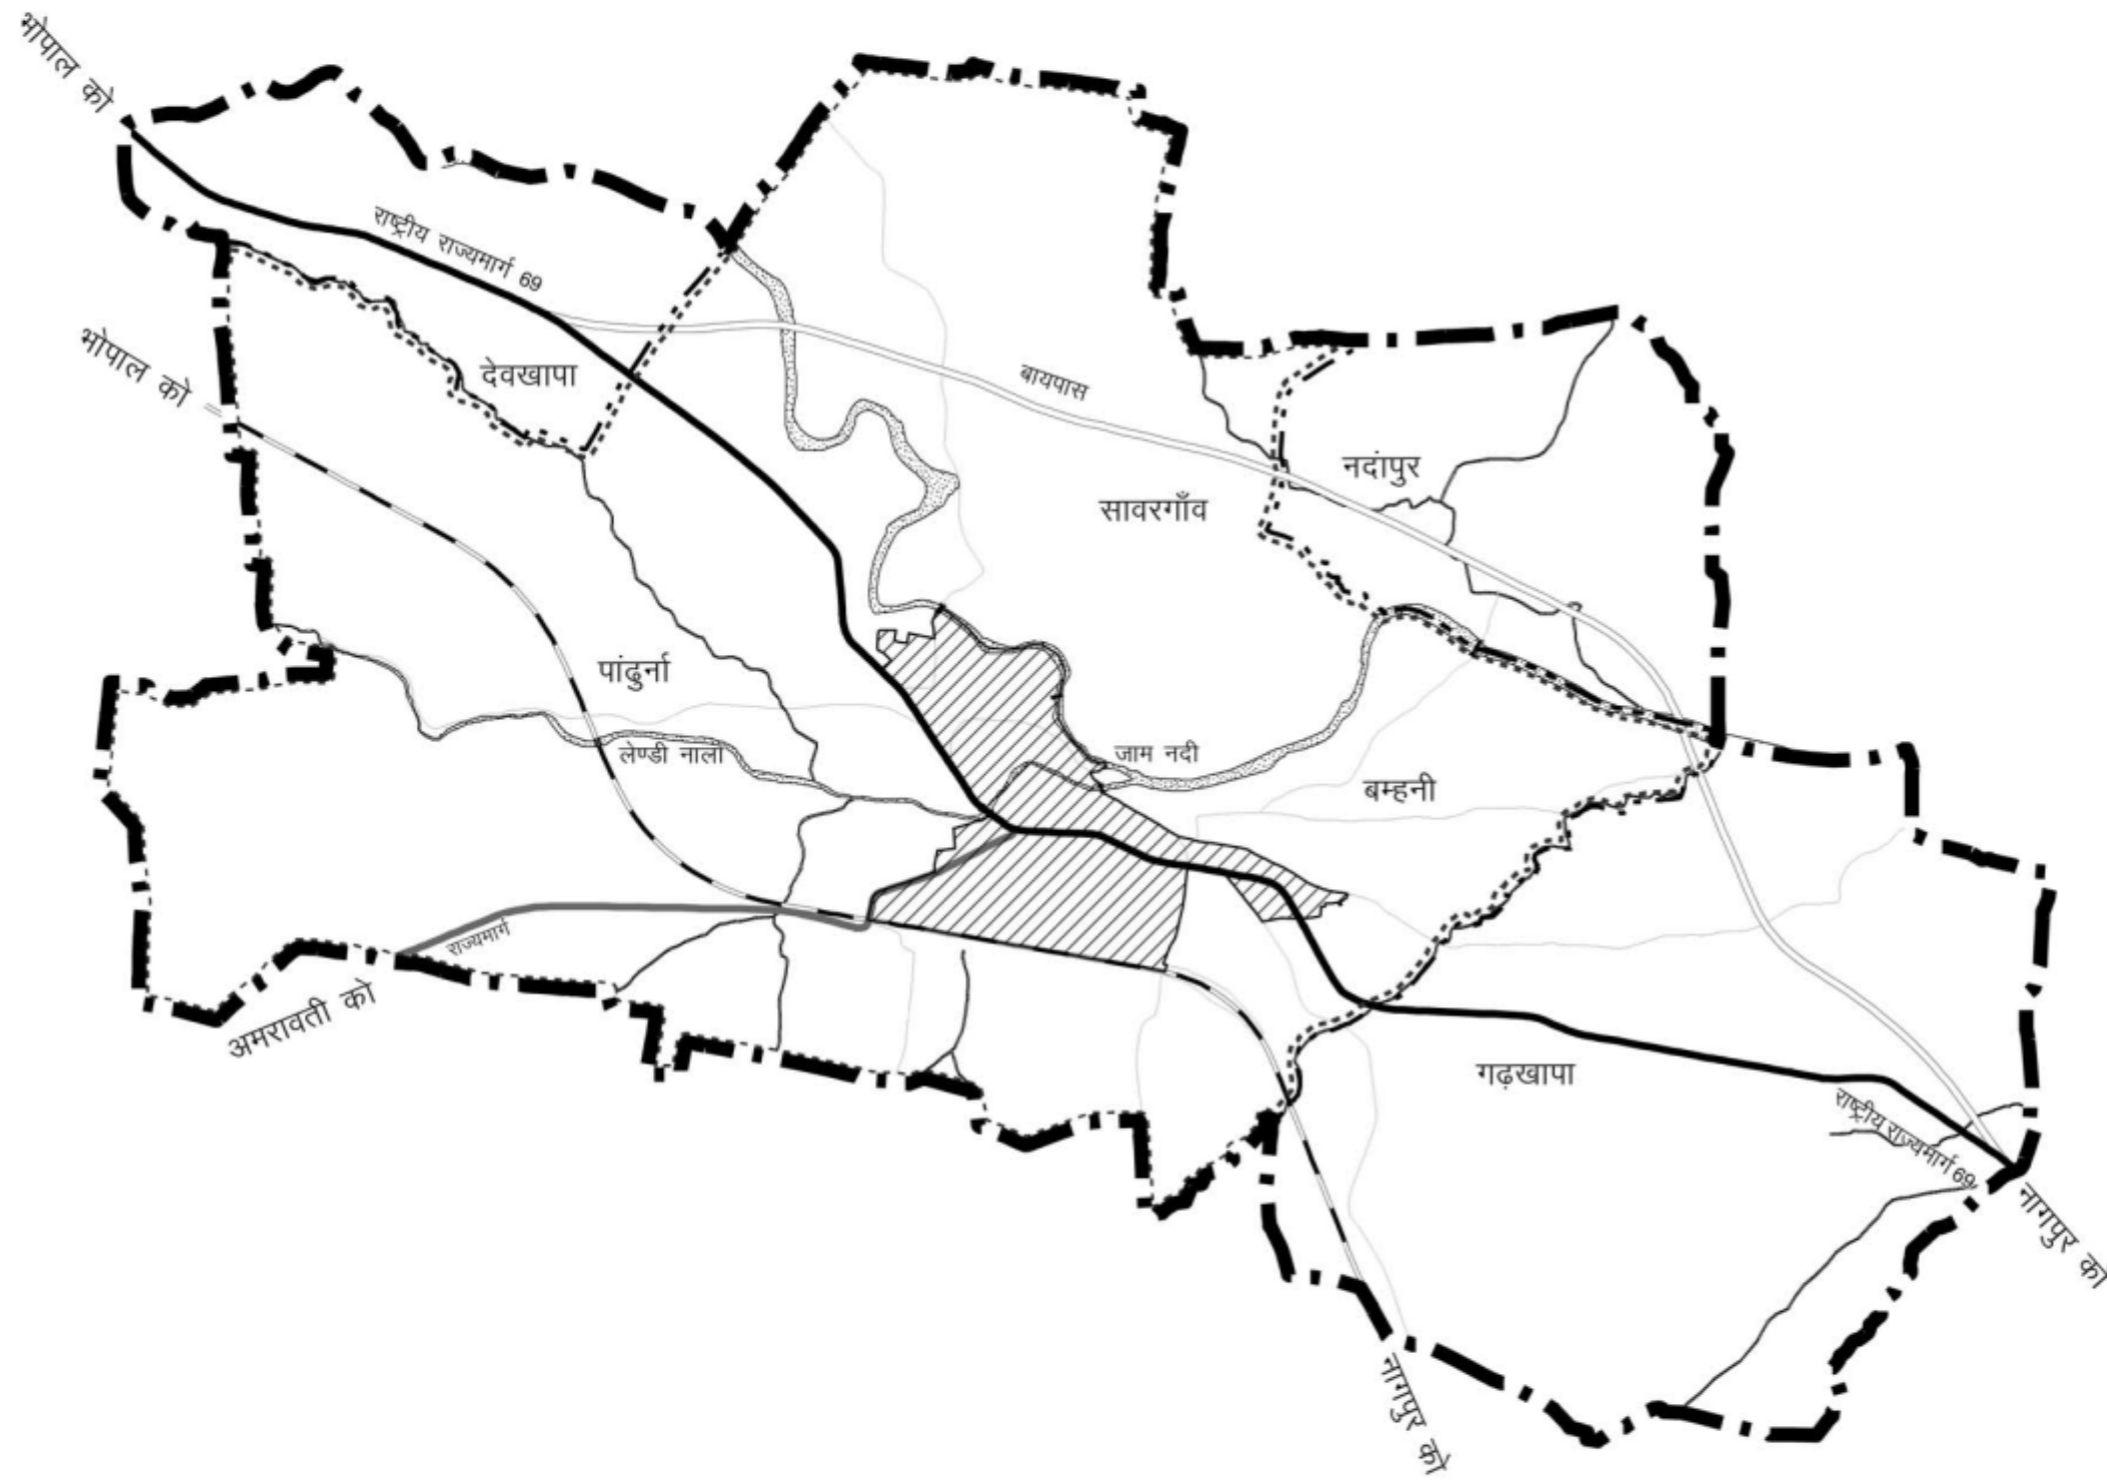 भोपाल को
राष्ट्रीय राज्यमार्ग 69
भोपाल को
देवखापा
बायपास
नदांपुर
सावरगाँव
पांढुर्ना
लेण्डी नाला
जाम नदी
बम्हनी
राज्यमार्ग
अमरावती को
गढ़खापा
राष्ट्रीय राज्यमार्ग 69
नागपुर को
नागपुर को